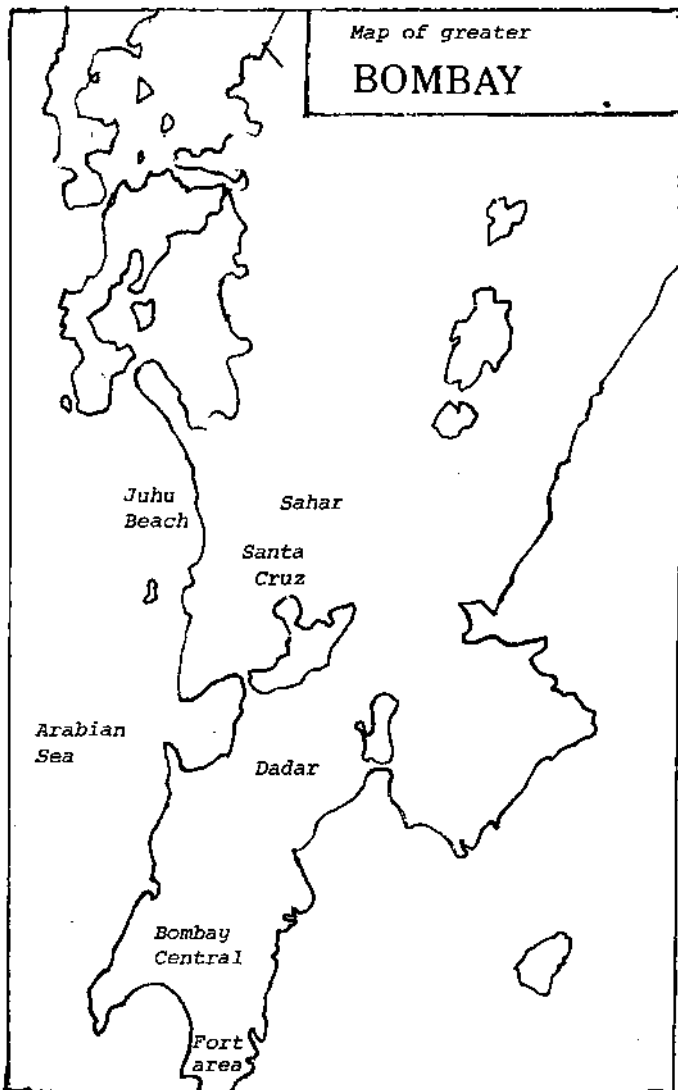 Map of greater
BOMBAY
Juhu
Beach
Sahar
Santa
Cruz
Arabian
Sea
Dadar
Bombay
Central
Fort
area